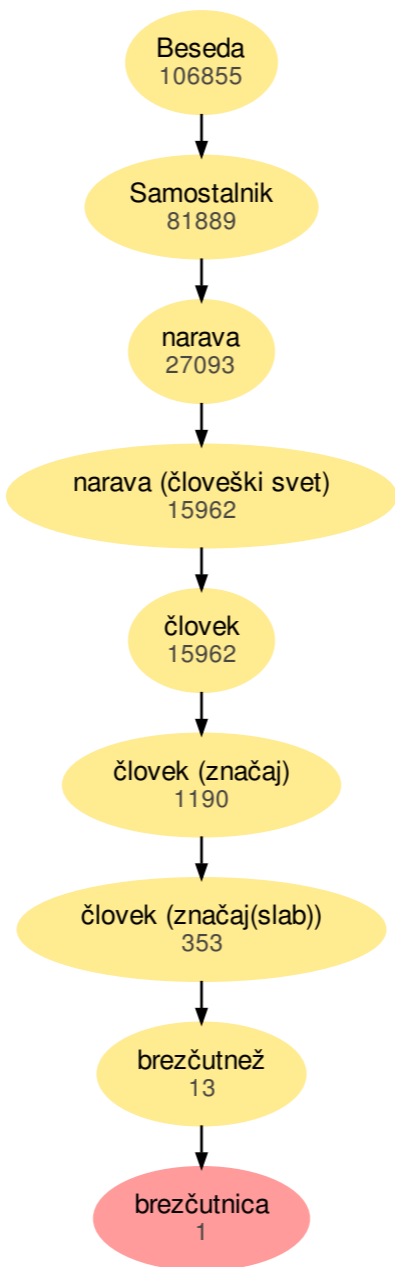 Beseda
106855
Samostalnik
81889
narava
27093
narava (človeški svet)
15962
človek
15962
človek (značaj)
1190
človek (značaj(slab))
353
brezčutnež
13
brezčutnica
1